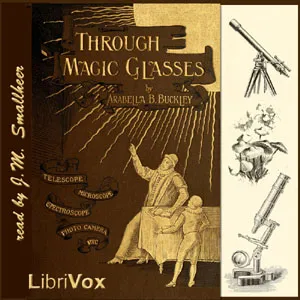 THROUGH
MAGIC GLASSES
by
ARABELLA B. BUCKLEY
TELESCOPE
MICROSCOPE
SPECTROSCOPE
PHOTO CAMERA
ETC
read by J. M. Smallheer
LibriVox